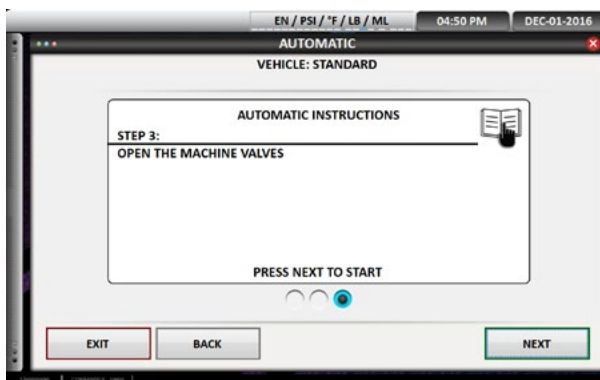 EN / PSI / °F / LB / ML 04:50 PM DEC-01-2016
AUTOMATIC
VEHICLE: STANDARD
AUTOMATIC INSTRUCTIONS
STEP 3:
OPEN THE MACHINE VALVES
PRESS NEXT TO START
EXIT BACK NEXT